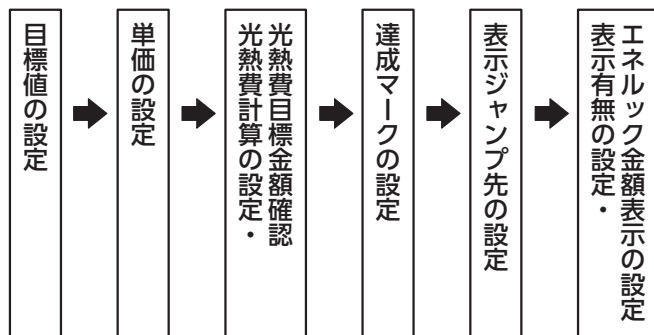 目標値の設定
単価の設定
光熱費計算の設定・
光熱費目標金額確認
達成マークの設定
表示ジャンプ先の設定
表示有無の設定・
エネルック金額表示の設定